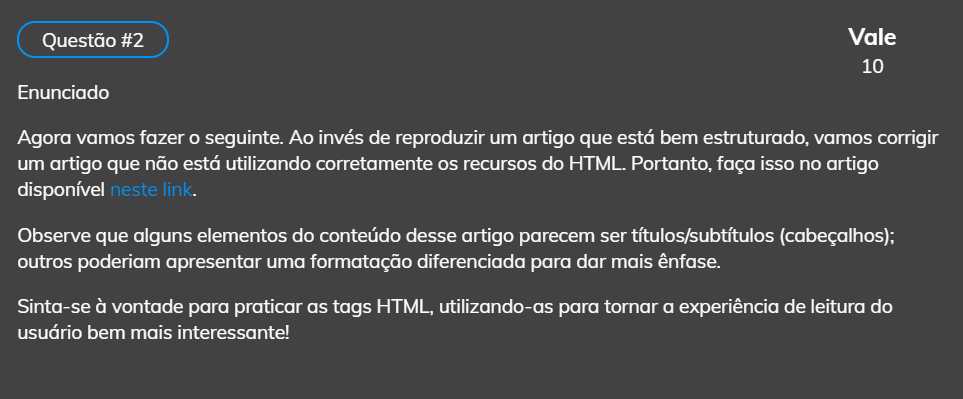 Questão #2
Vale
10
Enunciado
Agora vamos fazer o seguinte. Ao invés de reproduzir um artigo que está bem estruturado, vamos corrigir
um artigo que não está utilizando corretamente os recursos do HTML. Portanto, faça isso no artigo
disponível neste link.
Observe que alguns elementos do conteúdo desse artigo parecem ser títulos/subtítulos (cabeçalhos);
outros poderiam apresentar uma formatação diferenciada para dar mais ênfase.
Sinta-se à vontade para praticar as tags HTML, utilizando-as para tornar a experiência de leitura do
usuário bem mais interessante!